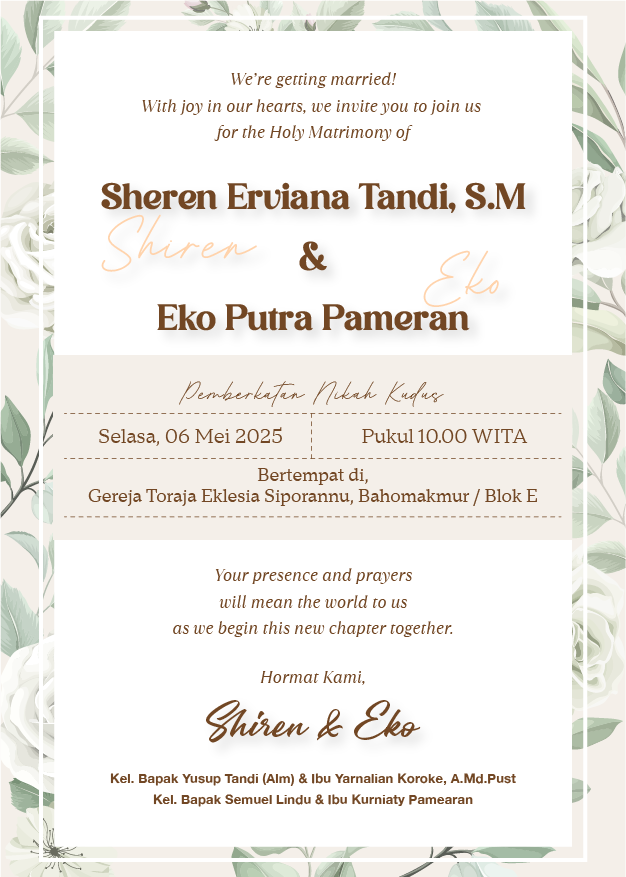 We're getting married!
With joy in our hearts, we invite you to join us
for the Holy Matrimony of
Sheren Erviana Tandi, S.M
Shiren
&
Eko
Eko Putra Pameran
Pemberkatan Nikah Kudus
Selasa, 06 Mei 2025
Pukul 10.00 WITA
Bertempat di,
Gereja Toraja Eklesia Siporannu, Bahomakmur / Blok E
Your presence and prayers
will mean the world to us
as we begin this new chapter together.
Hormat Kami,
Shiren & Eko
Kel. Bapak Yusup Tandi (Alm) & Ibu Yarnalian Koroke, A.Md.Pust
Kel. Bapak Semuel Lindu & Ibu Kurniaty Pamearan